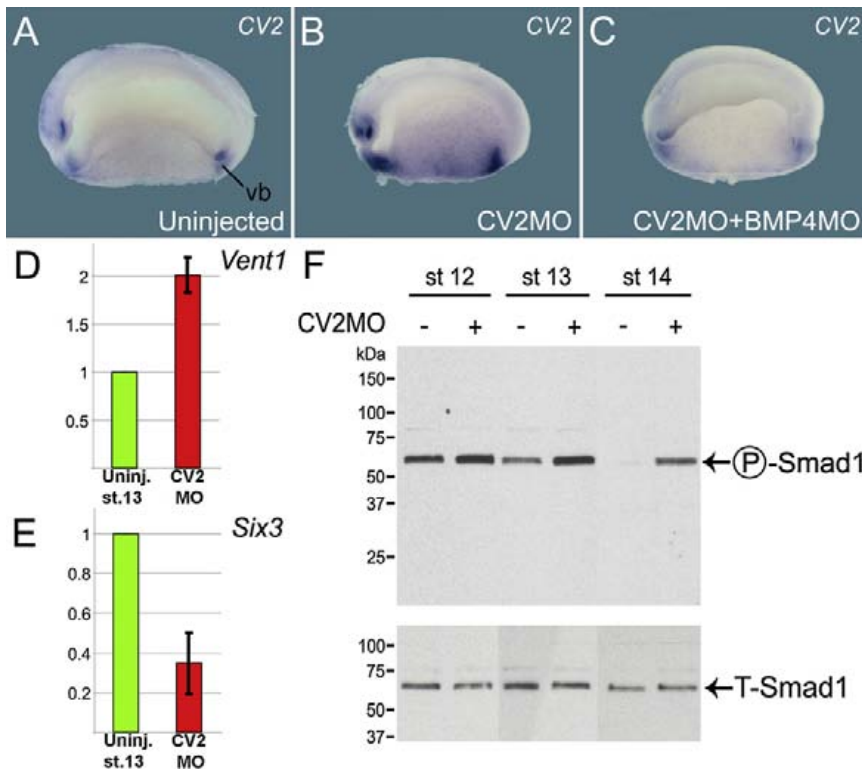 A
CV2
vb
Uninjected
B
CV2
CV2MO
C
CV2
CV2MO+BMP4MO
D
Vent1
2
1.5
1
0.5
Uninj.
st.13
CV2
MO
E
Six3
1
0.8
0.6
0.4
0.2
Uninj.
st.13
CV2
MO
F
st 12 st 13 st 14
CV2MO - + - + - +
kDa
150
100
75
50
37
25
P-Smad1
100
75
50
37
T-Smad1